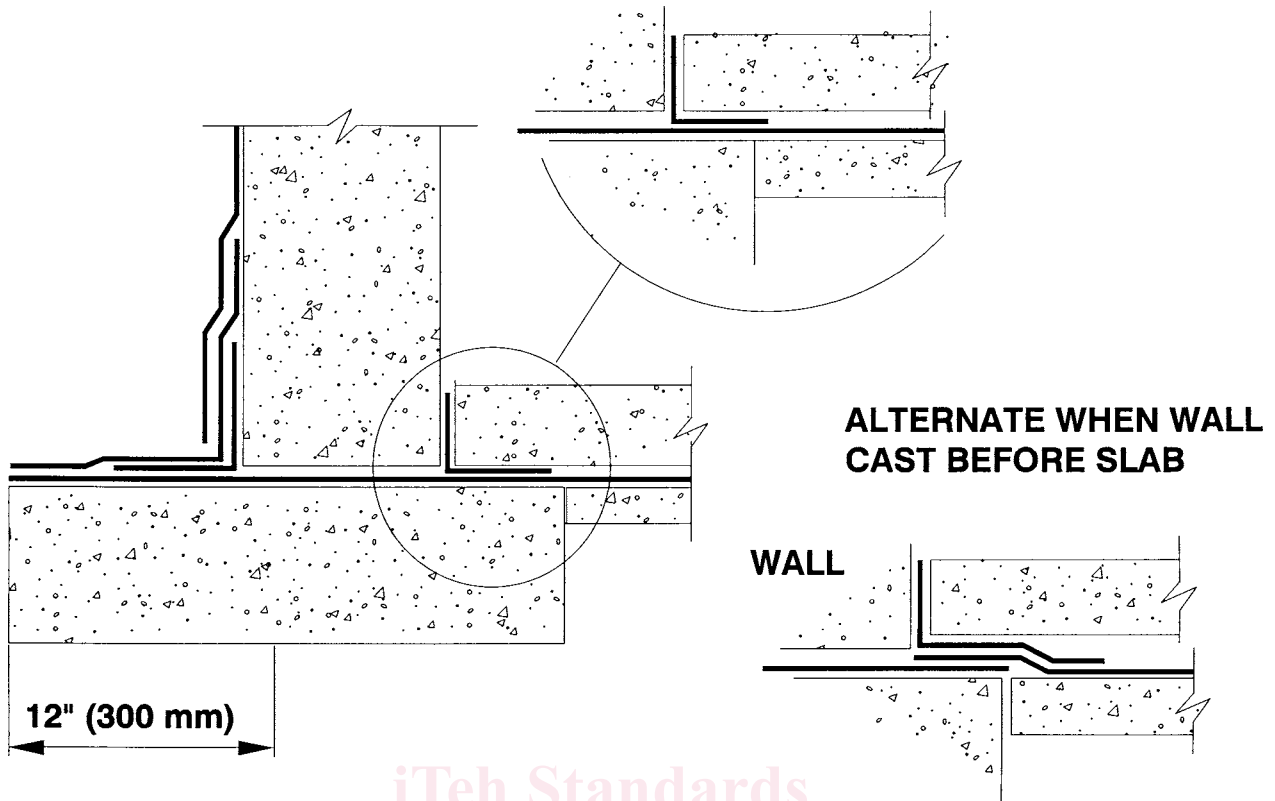 ALTERNATE WHEN WALL
CAST BEFORE SLAB
WALL
12" (300 mm)
iTeh Standards